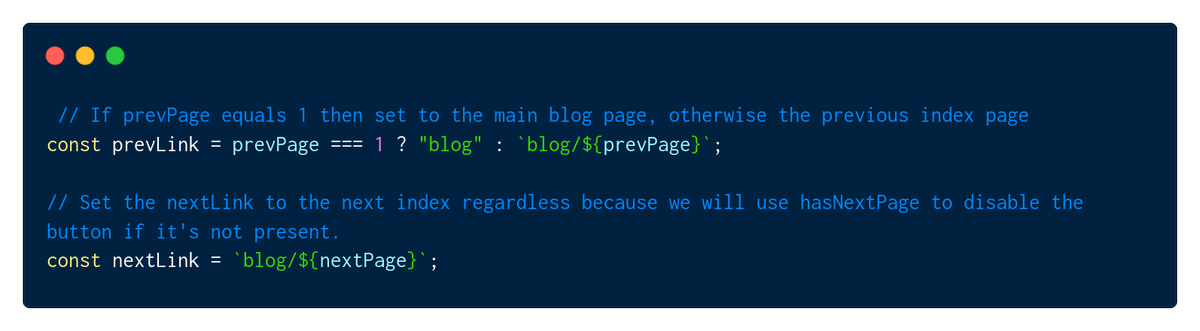 // If prevPage equals 1 then set to the main blog page, otherwise the previous index page
const prevLink = prevPage === 1 ? "blog" : `blog/${prevPage}`;
// Set the nextLink to the next index regardless because we will use hasNextPage to disable the
button if it's not present.
const nextLink = `blog/${nextPage}`;